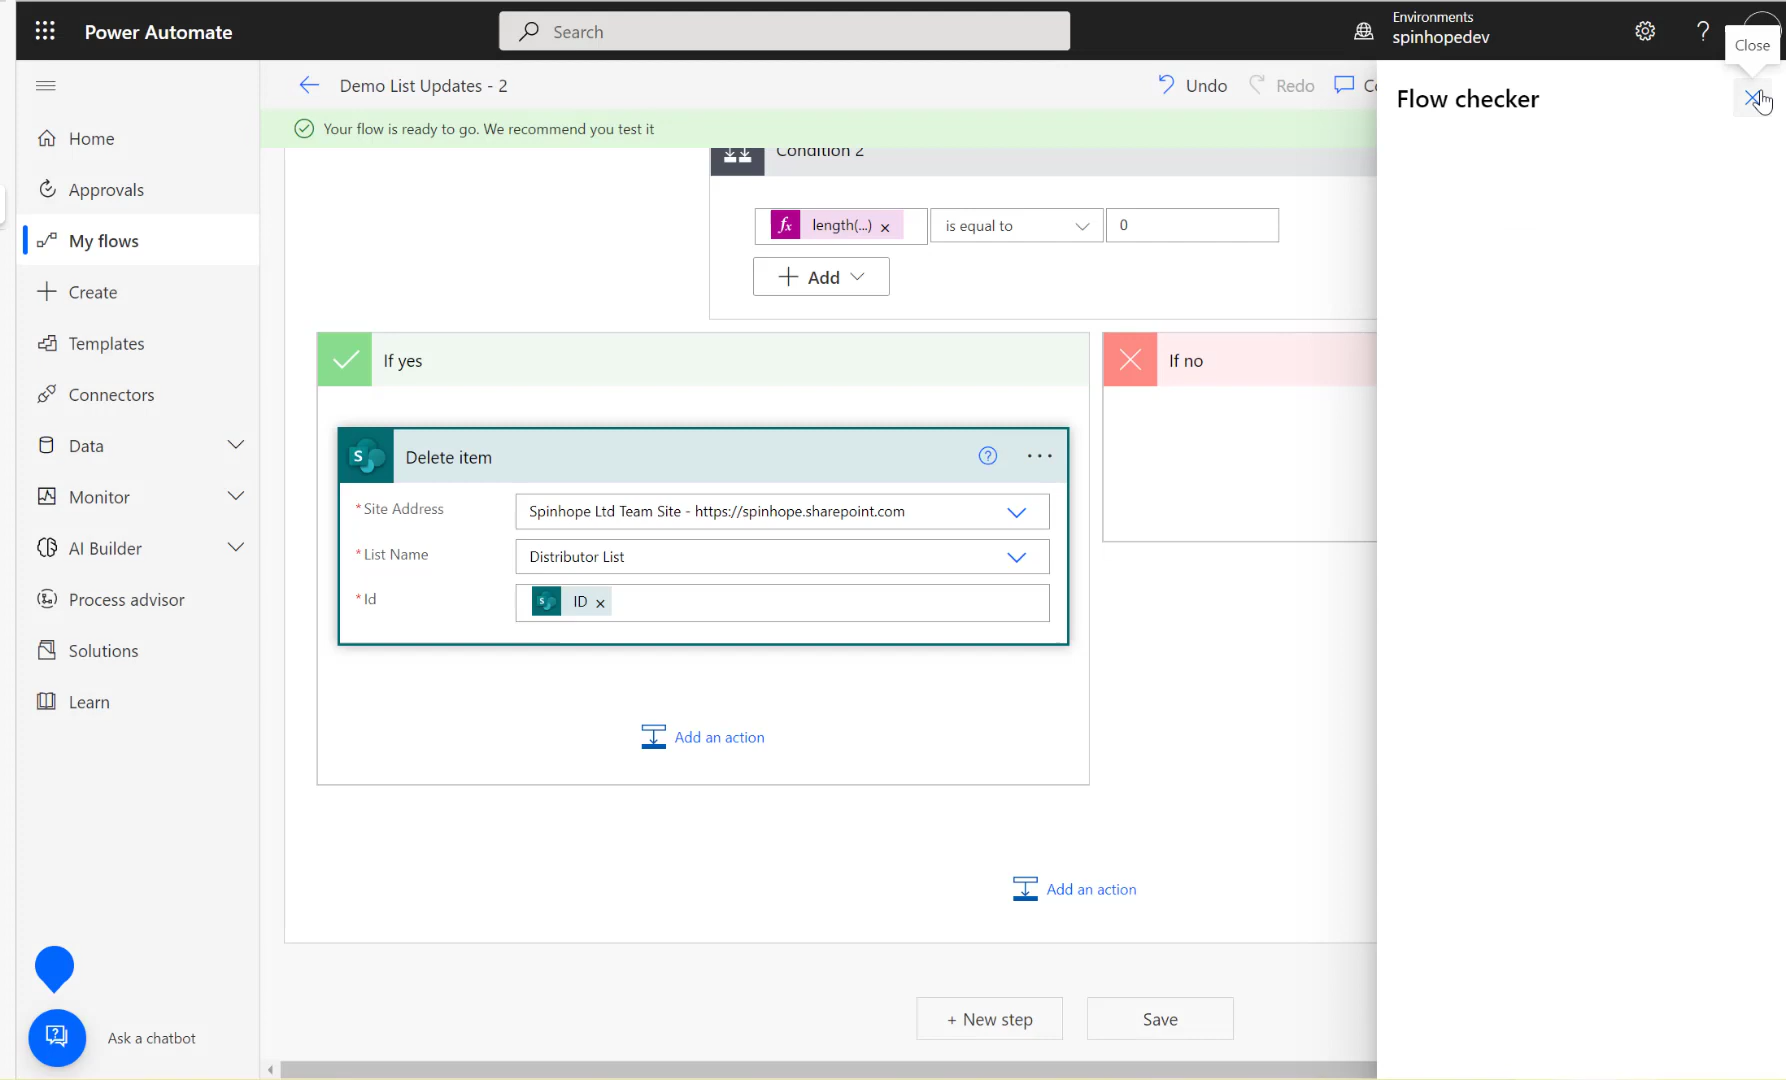 Power Automate
Search
Environments
spinhopedev
?
Close
Demo List Updates - 2
Undo
Redo
Flow checker
Your flow is ready to go. We recommend you test it
Home
Approvals
My flows
Create
Templates
Connectors
Data
Monitor
AI Builder
Process advisor
Solutions
Learn
Ask a chatbot
Condition 2
fx length(...) ×
is equal to
0
+ Add
If yes
If no
S Delete item ? ...
* Site Address
Spinhope Ltd Team Site - https://spinhope.sharepoint.com
* List Name
Distributor List
* Id
S ID ×
Add an action
Add an action
+ New step
Save